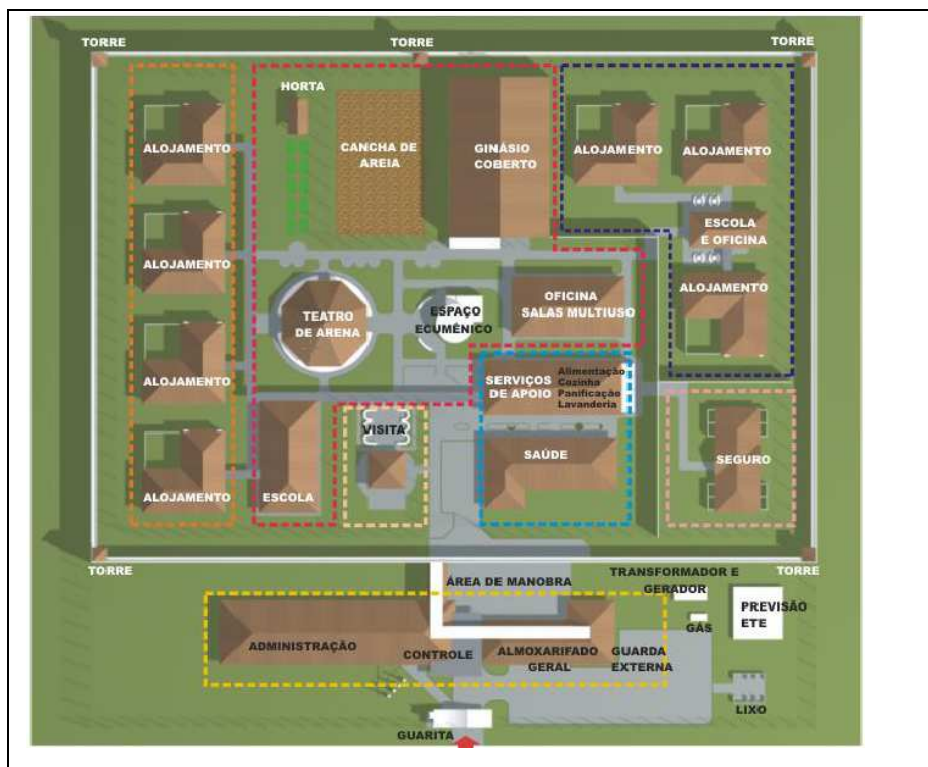 TORRE
TORRE
TORRE
HORTA
ALOJAMENTO
CANCHA DE
AREIA
GINÁSIO
COBERTO
ALOJAMENTO
ALOJAMENTO
ESCOLA
E OFICINA
ALOJAMENTO
ALOJAMENTO
TEATRO
DE ARENA
ESPAÇO
ECUMÊNICO
OFICINA
SALAS MULTIUSO
ALOJAMENTO
SERVIÇOS
DE APOIO
Alimentação
Cozinha
Panificação
Lavanderia
VISITA
SAÚDE
SEGURO
ALOJAMENTO
ESCOLA
TORRE
TORRE
ÁREA DE MANOBRA
TRANSFORMADOR E
GERADOR
GÁS
PREVISÃO
ETE
ADMINISTRAÇÃO
CONTROLE
ALMOXARIFADO
GERAL
GUARDA
EXTERNA
LIXO
GUARITA